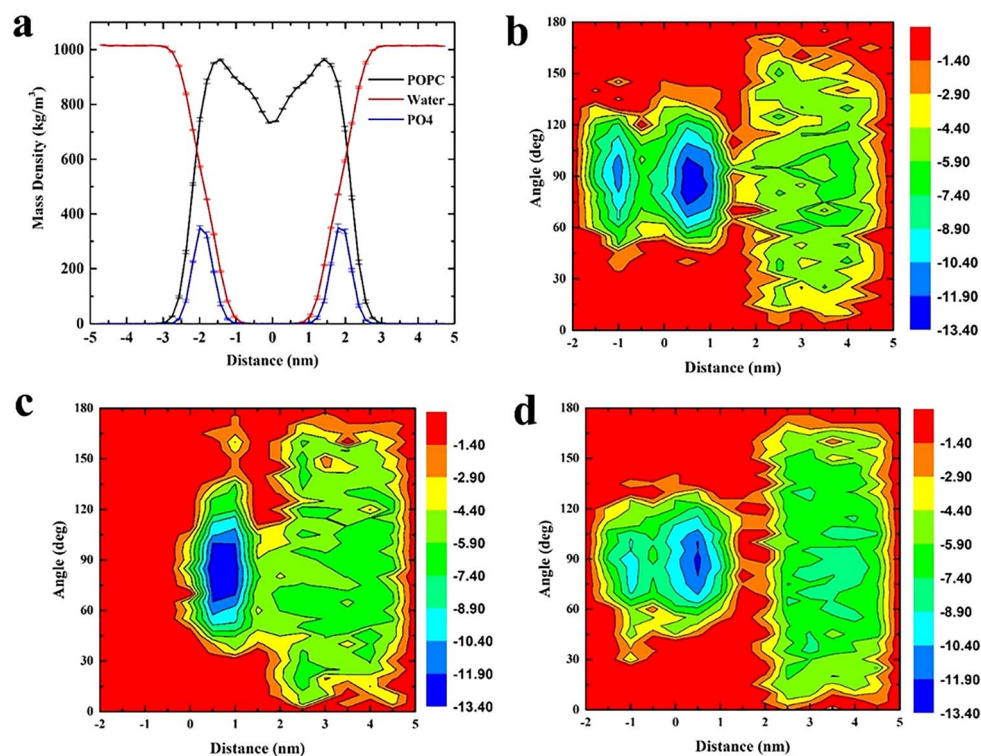 a
1000
800
600
400
200
0
Mass Density (kg/m³)
POPC
Water
PO4
-5 -4 -3 -2 -1 0 1 2 3 4 5
Distance (nm)
b
180
150
120
90
60
30
0
Angle (deg)
-2 -1 0 1 2 3 4 5
Distance (nm)
-1.40
-2.90
-4.40
-5.90
-7.40
-8.90
-10.40
-11.90
-13.40
c
180
150
120
90
60
30
0
Angle (deg)
-2 -1 0 1 2 3 4 5
Distance (nm)
-1.40
-2.90
-4.40
-5.90
-7.40
-8.90
-10.40
-11.90
-13.40
d
180
150
120
90
60
30
0
Angle (deg)
-2 -1 0 1 2 3 4 5
Distance (nm)
-1.40
-2.90
-4.40
-5.90
-7.40
-8.90
-10.40
-11.90
-13.40